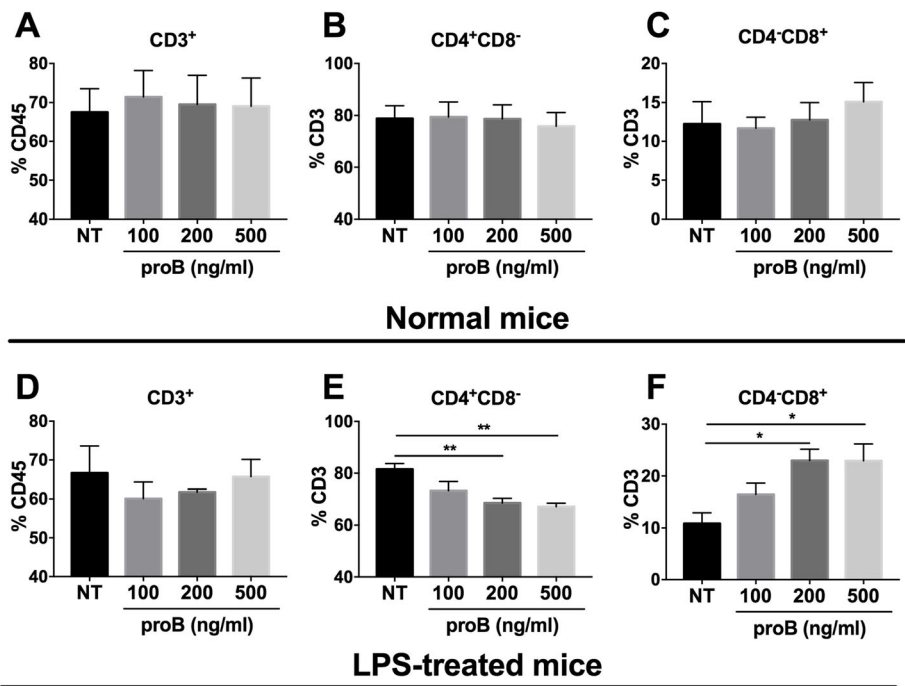 A
CD3+
% CD45
80
70
60
50
40
NT
100
200
500
proB (ng/ml)
B
CD4+CD8-
% CD3
100
80
60
40
NT
100
200
500
proB (ng/ml)
C
CD4-CD8+
% CD3
20
15
10
5
0
NT
100
200
500
proB (ng/ml)
Normal mice
D
CD3+
% CD45
80
70
60
50
40
NT
100
200
500
proB (ng/ml)
E
CD4+CD8-
% CD3
100
80
60
40
**
**
NT
100
200
500
proB (ng/ml)
F
CD4-CD8+
% CD3
30
20
10
0
*
*
NT
100
200
500
proB (ng/ml)
LPS-treated mice